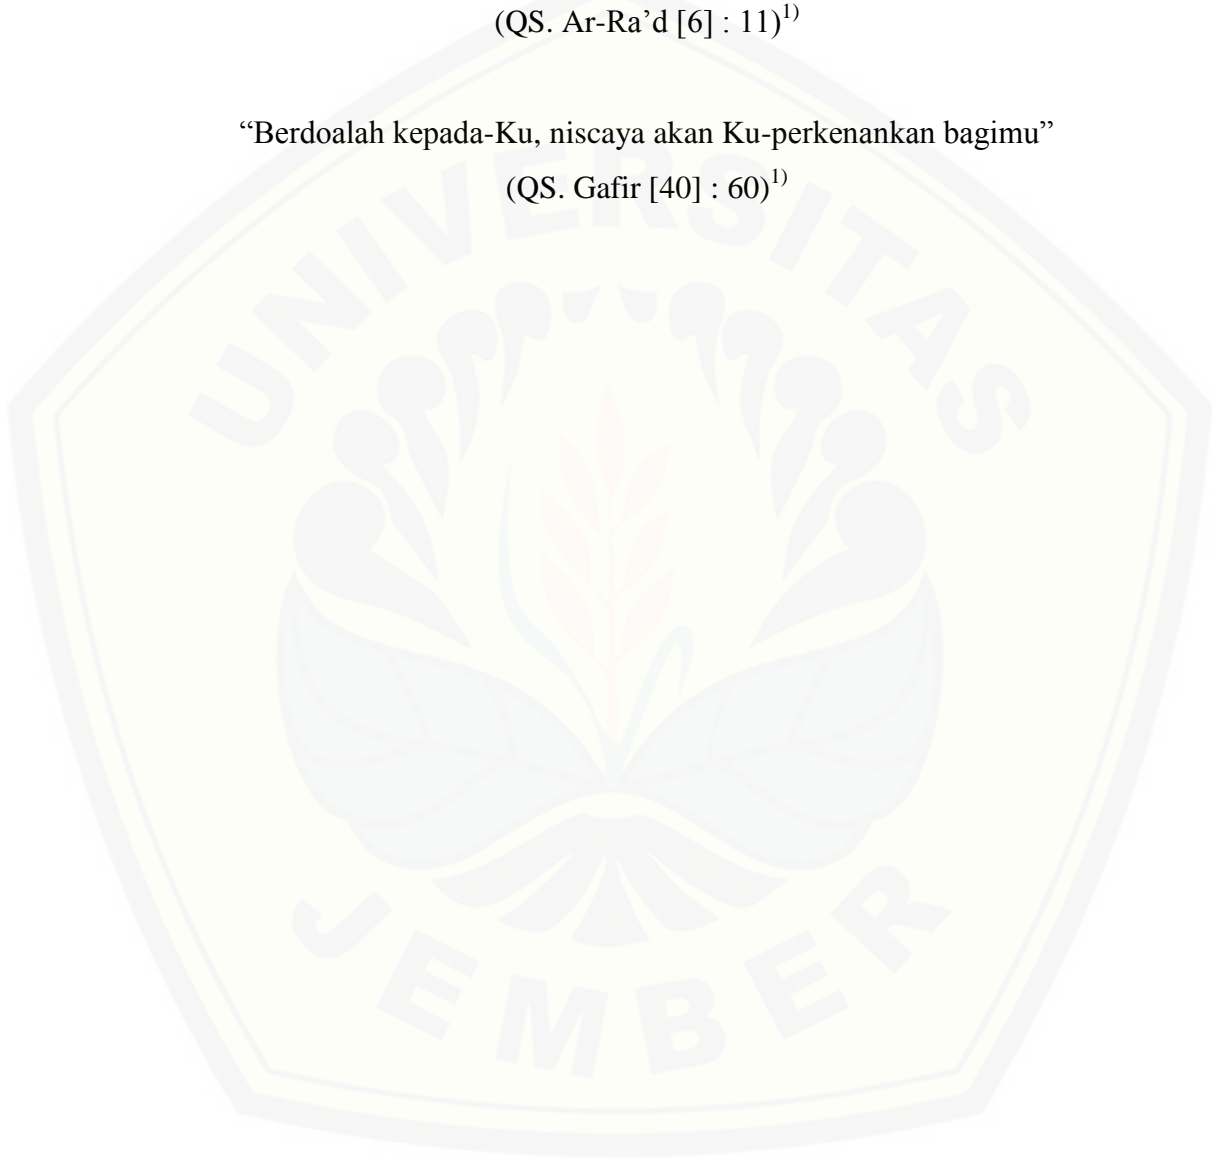 (QS. Ar-Ra’d [6] : 11)1)
“Berdoalah kepada-Ku, niscaya akan Ku-perkenankan bagimu”
(QS. Gafir [40] : 60)1)
UNIVERSITAS
JEMBER